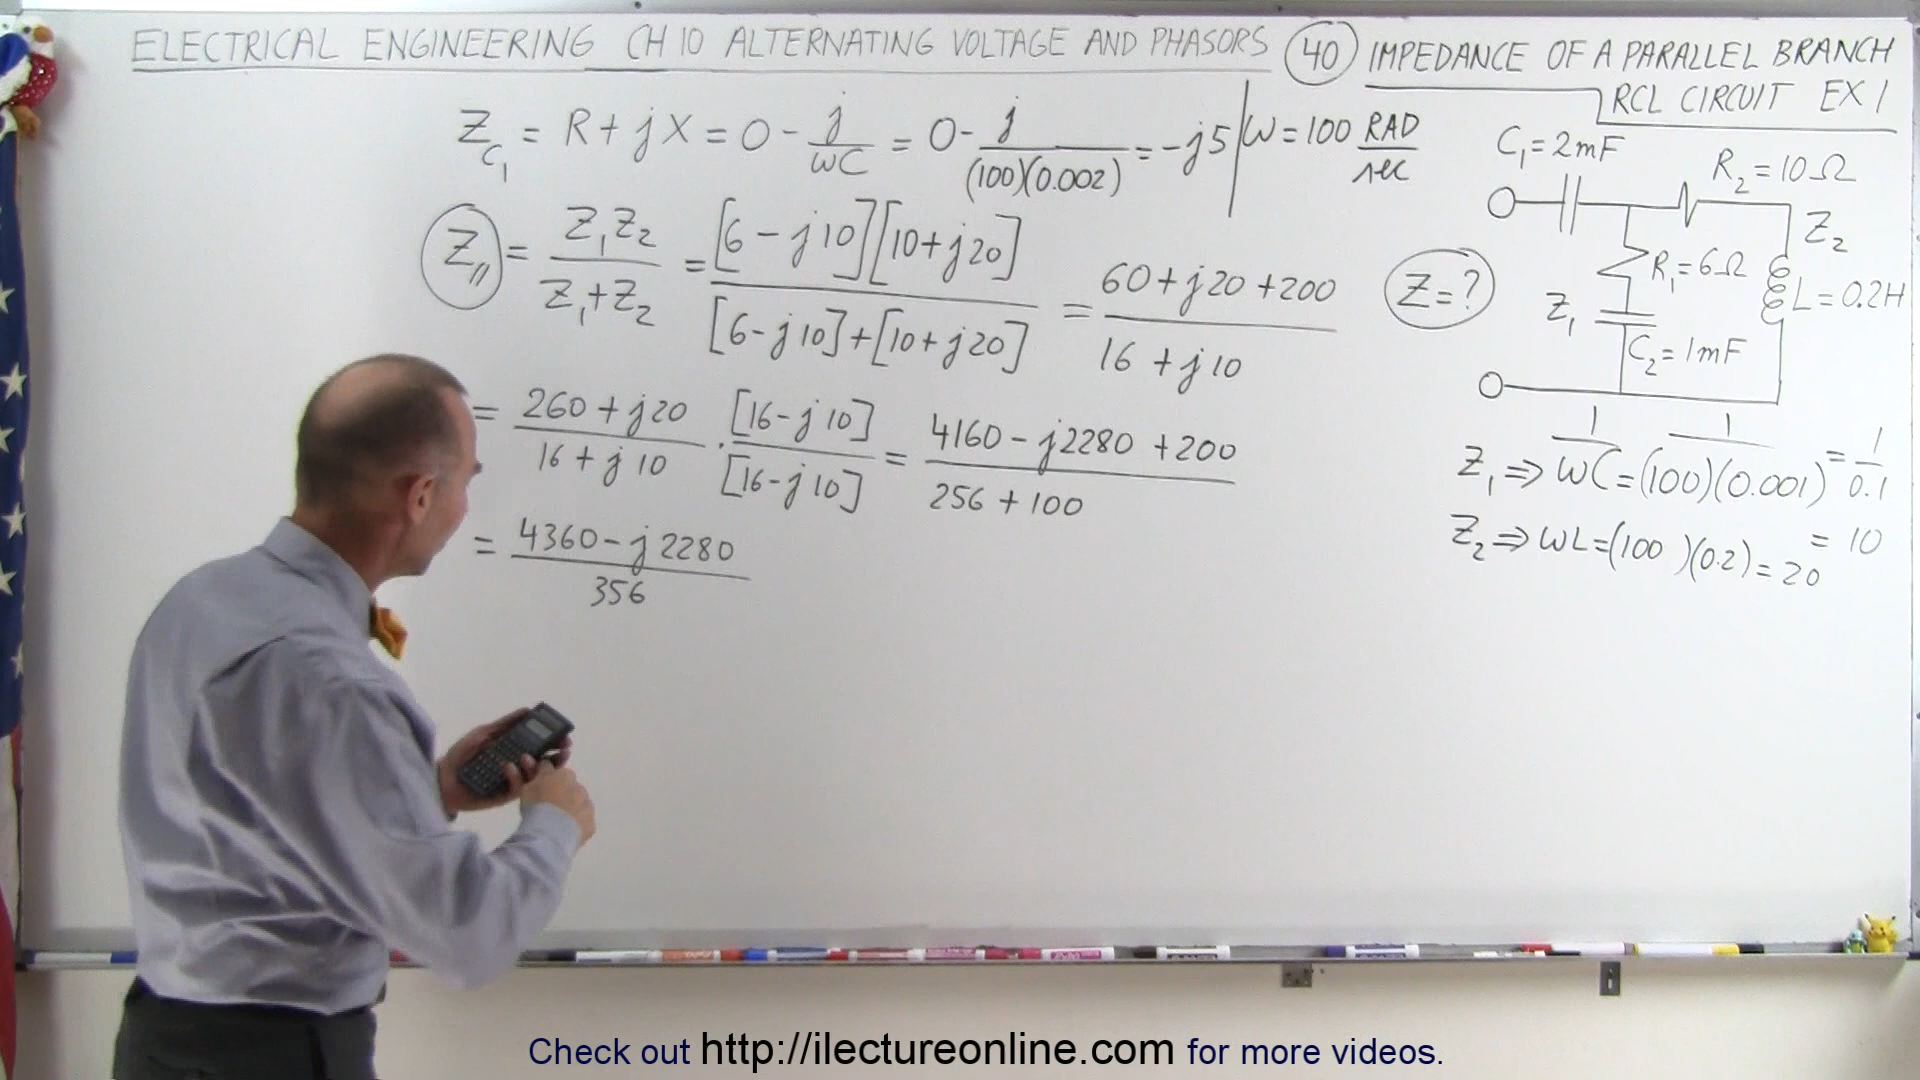 ELECTRICAL ENGINEERING CH 10 ALTERNATING VOLTAGE AND PHASORS (40) IMPEDANCE OF A PARALLEL BRANCH
RCL CIRCUIT EX 1
Z_C₁ = R + jX = 0 - j/ωC = 0 - j/(100)(0.002) = -j5
ω = 100 RAD/sec
C₁ = 2mF
R₂ = 10Ω
Z₂
R₁ = 6Ω
L = 0.2H
Z₁
C₂ = 1mF
Z = ?
Z// = Z₁Z₂/Z₁+Z₂ = [6 - j10][10+j20]/[6-j10]+[10+j20] = 60+j20+200/16+j10
= 260+j20/16+j10 · [16-j10]/[16-j10] = 4160 - j2280 +200/256+100
= 4360 - j2280/356
Z₁ ⇒ 1/ωC = 1/(100)(0.001) = 1/0.1
= 10
Z₂ ⇒ ωL = (100)(0.2) = 20
Check out http://ilectureonline.com for more videos.